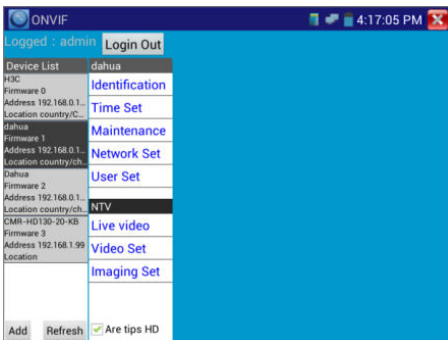 ONVIF
4:17:05 PM
Logged : admin
Login Out
Device List
dahua
H3C
Firmware 0
Address 192.168.0.1...
Location country/C...
dahua
Firmware 1
Address 192.168.0.1...
Location country/ch...
Dahua
Firmware 2
Address 192.168.0.1...
Location country/ch...
CMR-HD130-20-KB
Firmware 3
Address 192.168.1.99
Location
Identification
Time Set
Maintenance
Network Set
User Set
NTV
Live video
Video Set
Imaging Set
Add
Refresh
Are tips HD